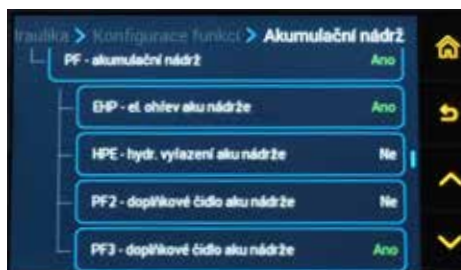 Konfigurace funkcí > Akumulační nádrž
PF - akumulační nádrž Ano
EHP - el. ohřev aku nádrže Ano
HPE - hydr. vyřazení aku nádrže Ne
PF2 - doplňkové čidlo aku nádrže Ne
PF3 - doplňkové čidlo aku nádrže Ano